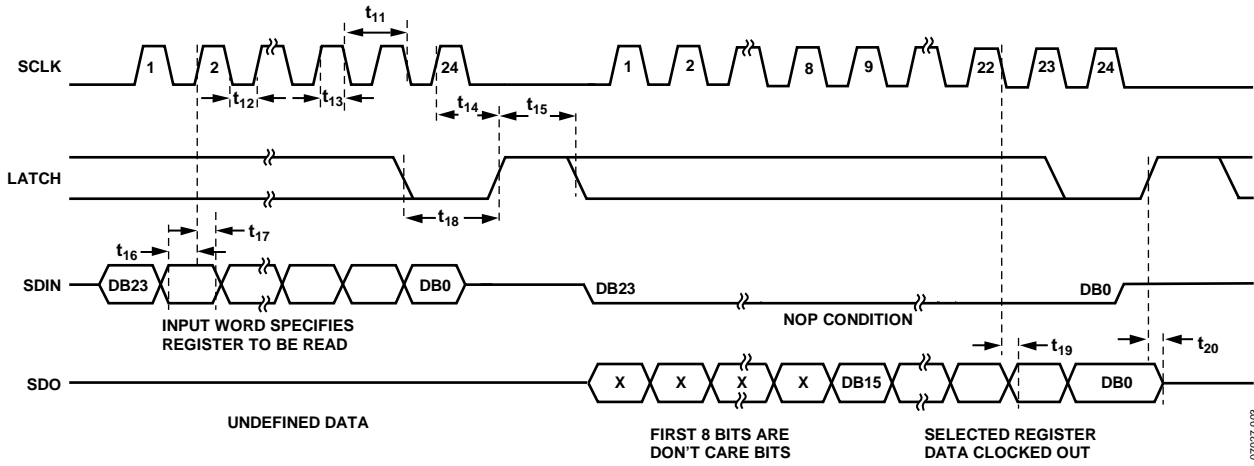 t11
SCLK
1
2
24
1
2
8
9
22
23
24
t12
t13
t14
t15
LATCH
t18
t16
t17
SDIN
DB23
DB0
DB23
DB0
INPUT WORD SPECIFIES
REGISTER TO BE READ
NOP CONDITION
t19
t20
SDO
X
X
X
X
DB15
DB0
UNDEFINED DATA
FIRST 8 BITS ARE
DON'T CARE BITS
SELECTED REGISTER
DATA CLOCKED OUT